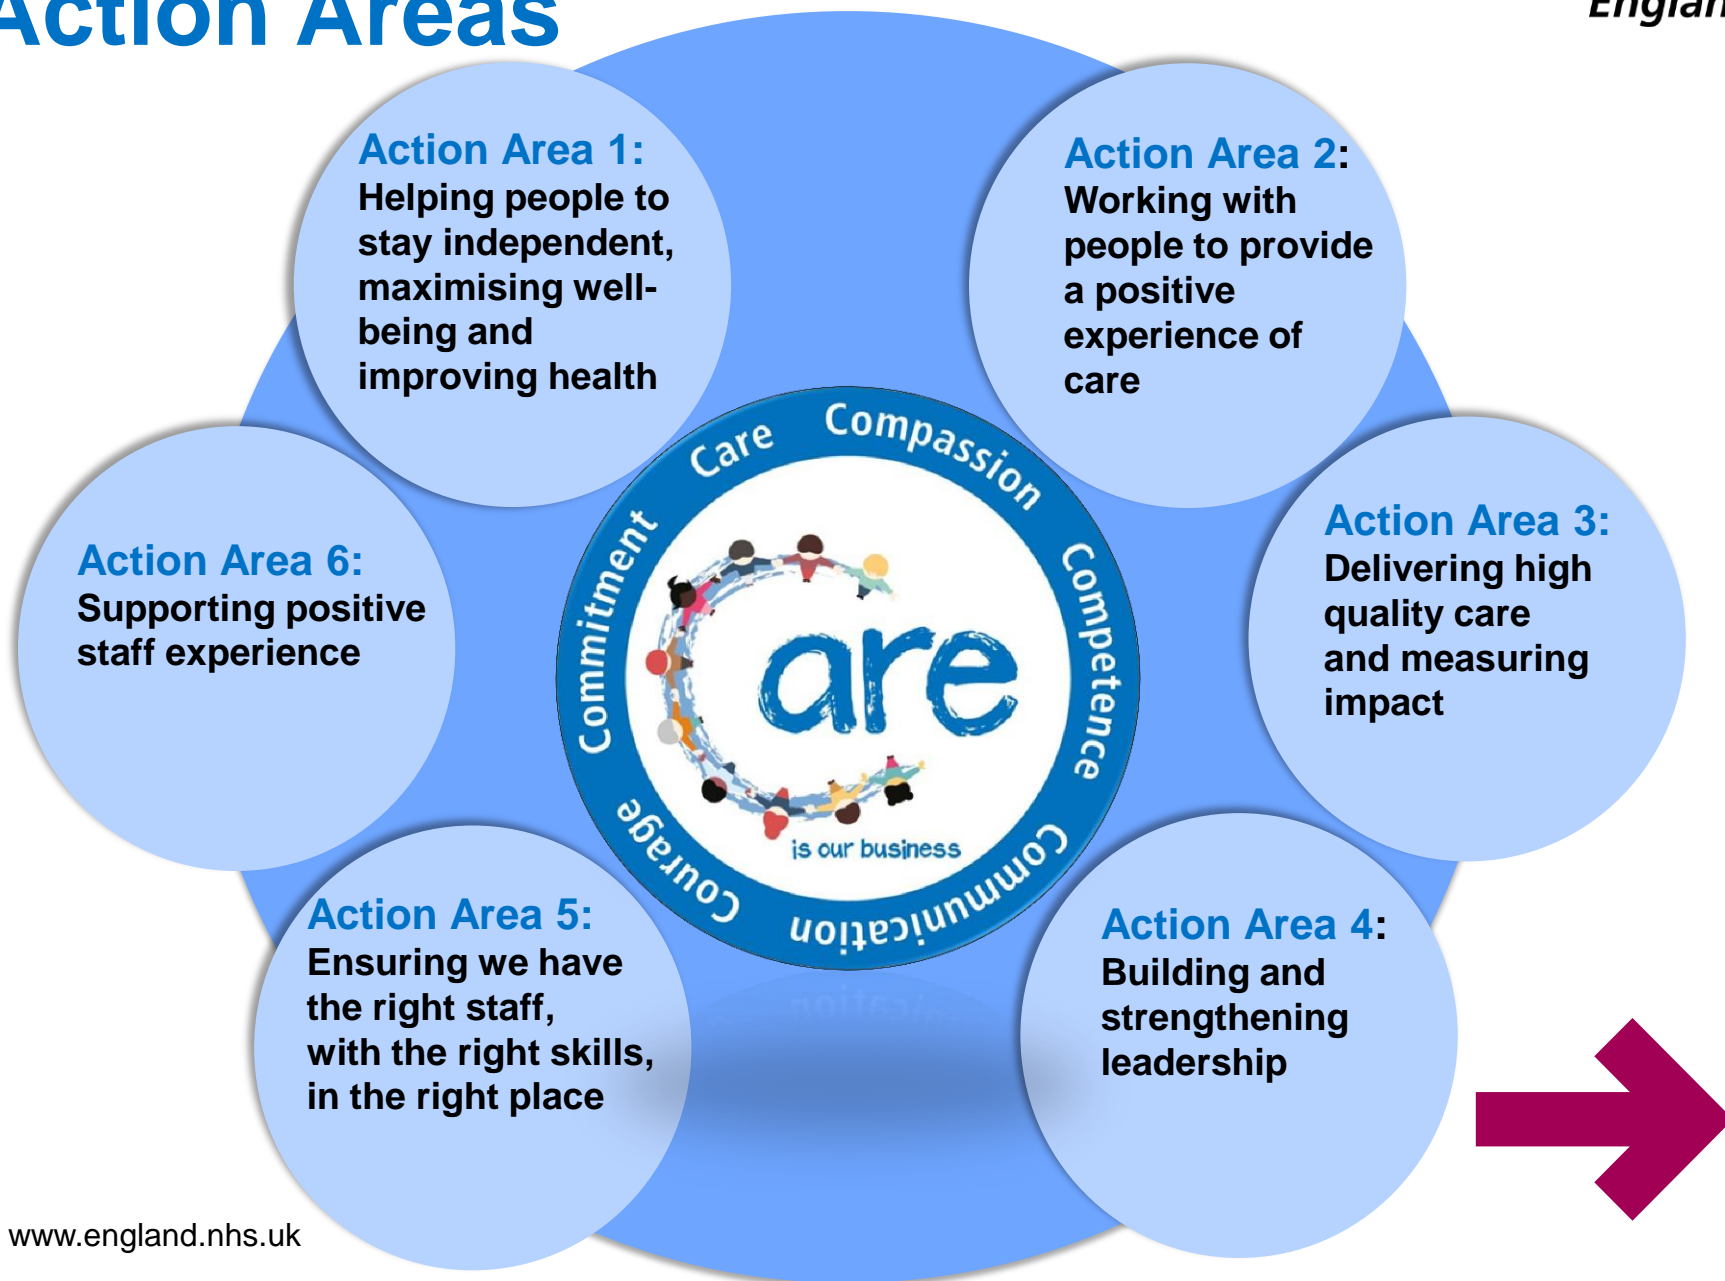 Action Areas
England
Action Area 1:
Helping people to
stay independent,
maximising well-
being and
improving health
Action Area 2:
Working with
people to provide
a positive
experience of
care
Action Area 3:
Delivering high
quality care
and measuring
impact
Action Area 4:
Building and
strengthening
leadership
Action Area 5:
Ensuring we have
the right staff,
with the right skills,
in the right place
Action Area 6:
Supporting positive
staff experience
Care
Compassion
Competence
Communication
Courage
Commitment
Care
is our business
www.england.nhs.uk